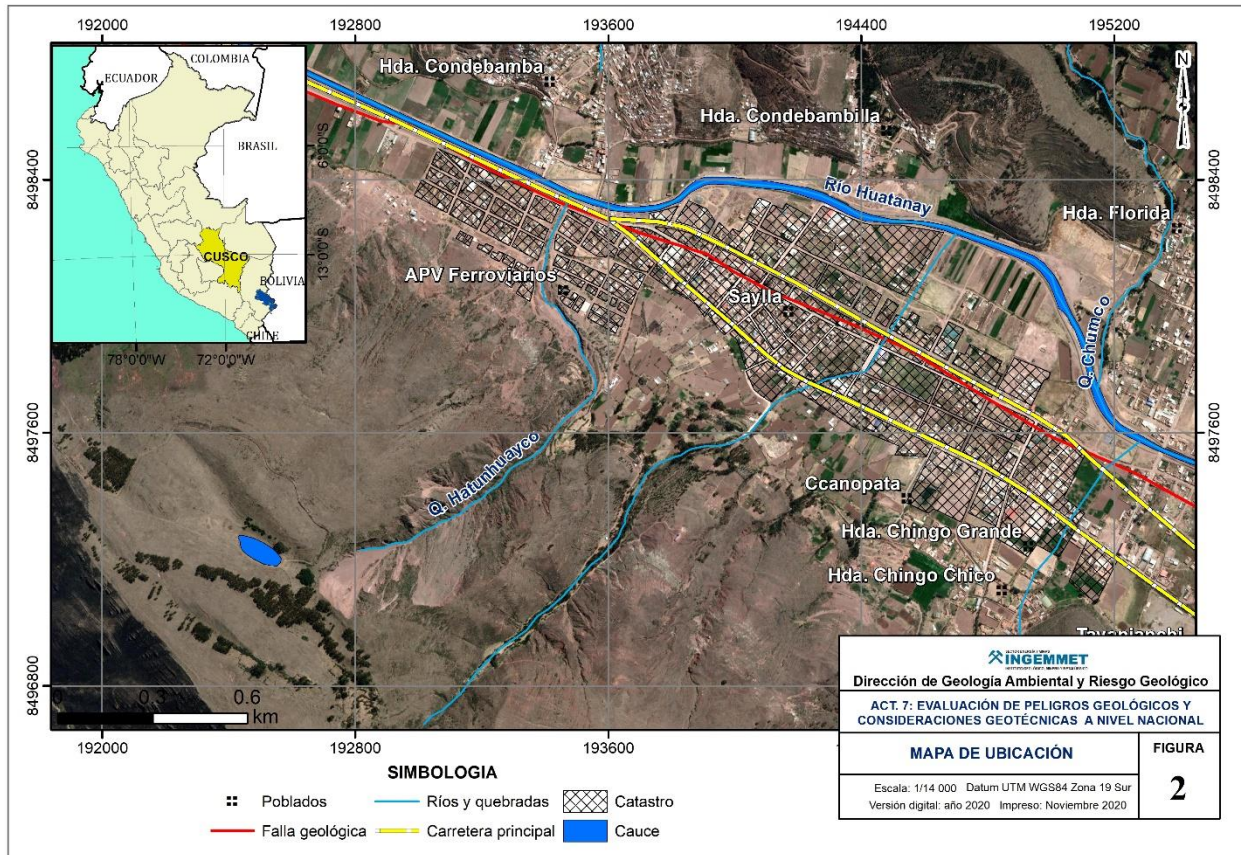 192000 192800 193600 194400 195200
COLOMBIA
ECUADOR
BRASIL
CUSCO
BOLIVIA
CHILE
6°0'0"S
13°0'0"S
78°0'0"W 72°0'0"W
N
Hda. Condebamba
Hda. Condebambilla
Río Huatanay
Hda. Florida
APV Ferroviarios
Saylla
Q. Chumco
Q. Hatunhuayco
Ccanopata
Hda. Chingo Grande
Hda. Chingo Chico
8498400
8497600
8496800
8498400
8497600
0 0.3 0.6
km
192000 192800 193600
INGEMMET
Dirección de Geología Ambiental y Riesgo Geológico
ACT. 7: EVALUACIÓN DE PELIGROS GEOLÓGICOS Y
CONSIDERACIONES GEOTÉCNICAS A NIVEL NACIONAL
MAPA DE UBICACIÓN
FIGURA
2
Escala: 1/14 000 Datum UTM WGS84 Zona 19 Sur
Versión digital: año 2020 Impreso: Noviembre 2020
SIMBOLOGIA
Poblados
Ríos y quebradas
Catastro
Falla geológica
Carretera principal
Cauce